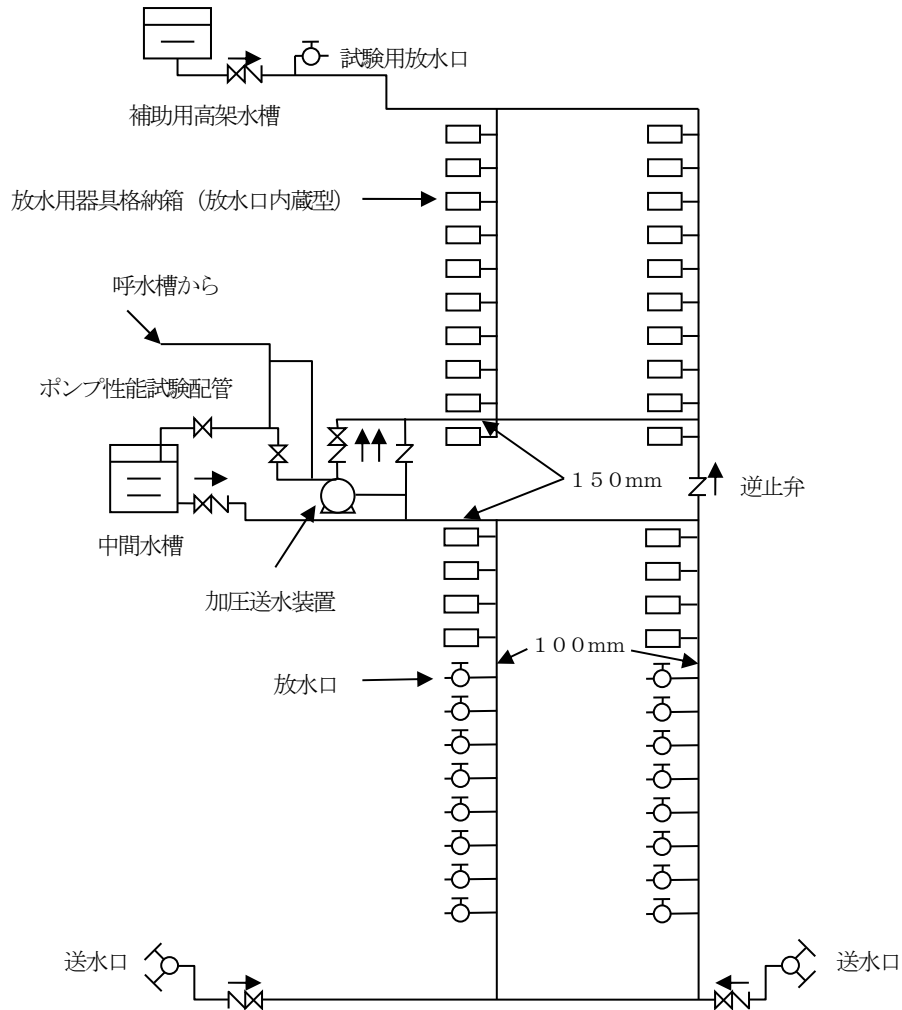 試験用放水口
補助用高架水槽
放水用器具格納箱（放水口内蔵型）
呼水槽から
ポンプ性能試験配管
１５０mm
逆止弁
中間水槽
加圧送水装置
１００mm
放水口
送水口
送水口